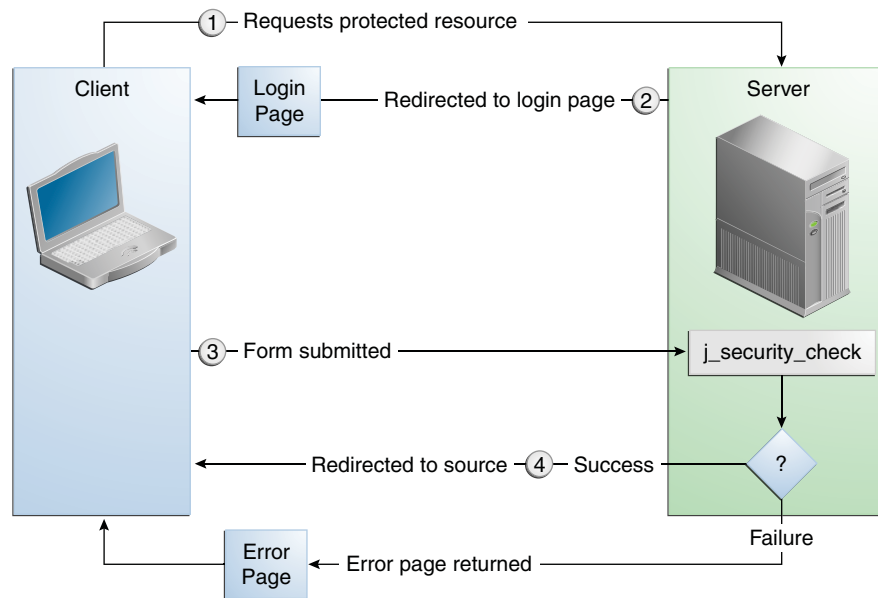 1 Requests protected resource
Client
Server
Login
Page
Redirected to login page 2
3 Form submitted
j_security_check
Redirected to source 4 Success
?
Failure
Error
Page
Error page returned